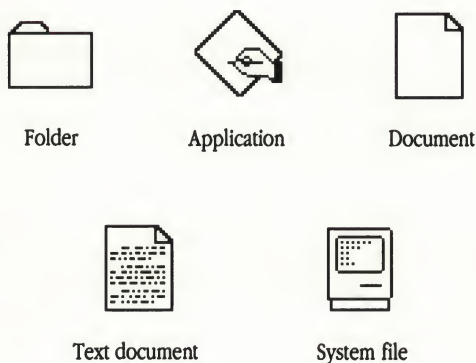 Folder
Application
Document
Text document
System file